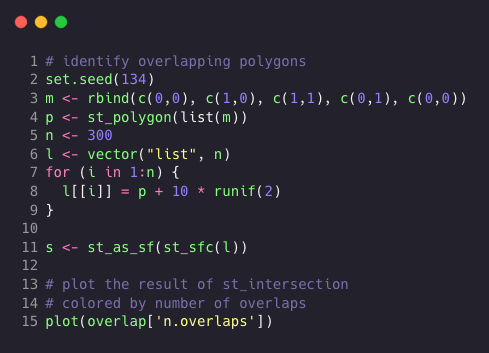 1 # identify overlapping polygons
2 set.seed(134)
3 m <- rbind(c(0,0), c(1,0), c(1,1), c(0,1), c(0,0))
4 p <- st_polygon(list(m))
5 n <- 300
6 l <- vector("list", n)
7 for (i in 1:n) {
8   l[[i]] = p + 10 * runif(2)
9 }
10
11 s <- st_as_sf(st_sfc(l))
12
13 # plot the result of st_intersection
14 # colored by number of overlaps
15 plot(overlap['n.overlaps'])